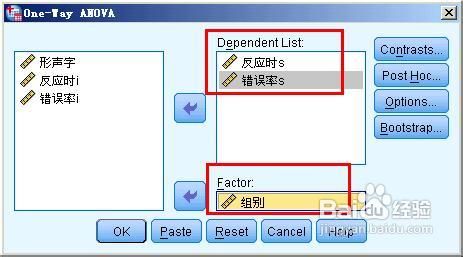 One-Way ANOVA
形声字
反应时i
错误率i
Dependent List:
反应时s
错误率s
Factor:
组别
Contrasts...
Post Hoc...
Options...
Bootstrap...
OK
Paste
Reset
Cancel
Help
Baidu 经验
jingyan.baidu.com